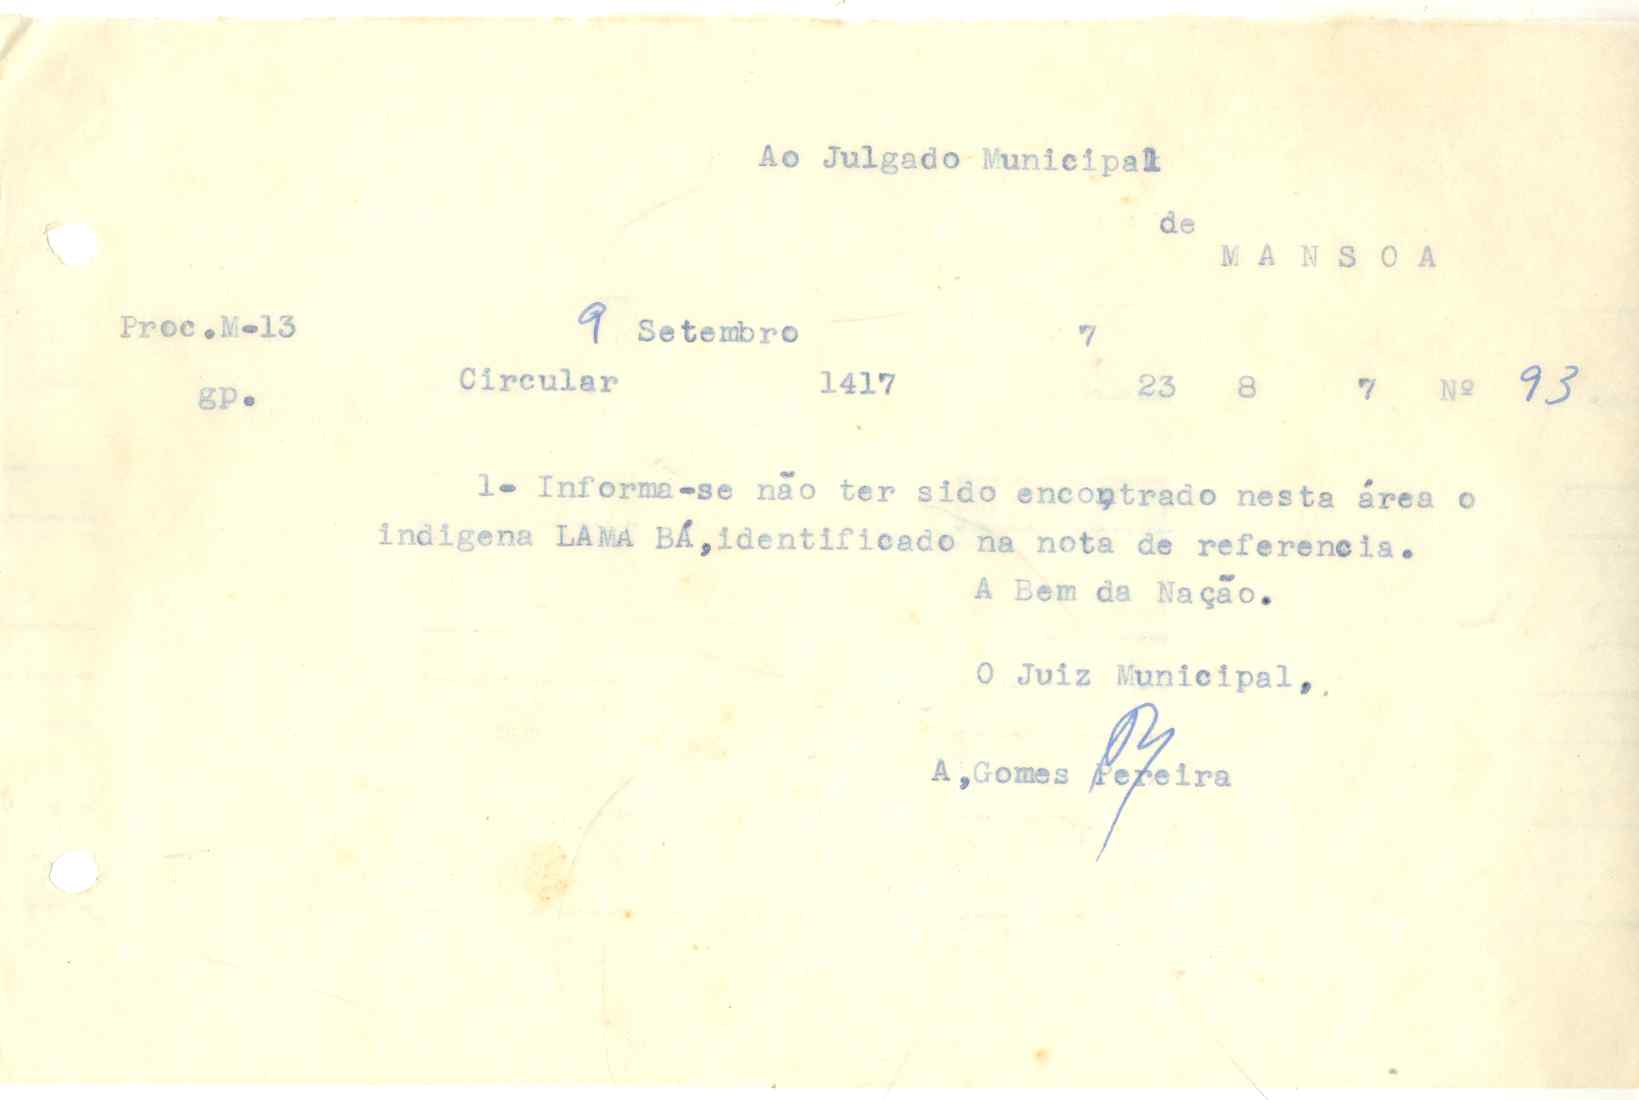 Ao Julgado Municipal
de
M A N S O A
Proc.M-13 9 Setembro 7
gp. Circular 1417 23 8 7 Nº 93
1- Informa-se não ter sido encontrado nesta área o
indigena LAMA BÁ,identificado na nota de referencia.
A Bem da Nação.
O Juiz Municipal,.
A,Gomes Pereira